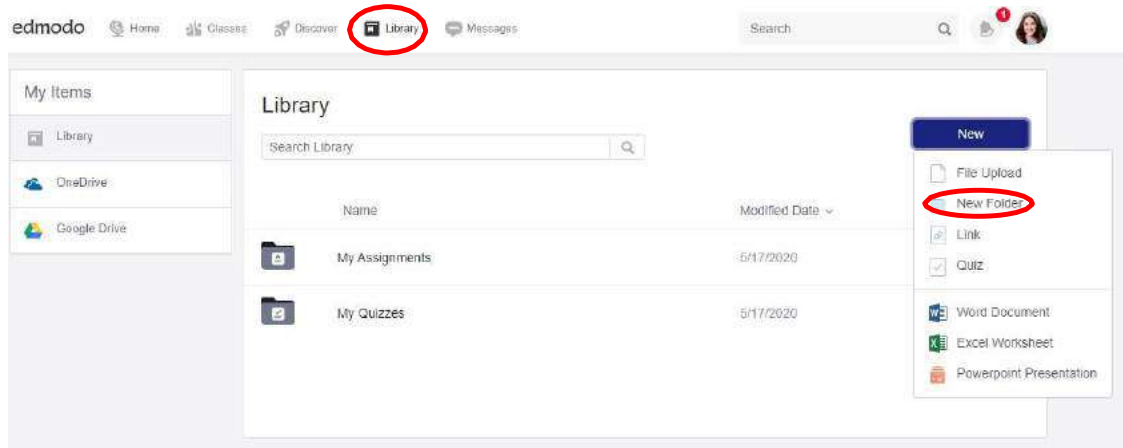 edmodo Home Classes Discover Library Messages Search 1
My Items
Library
OneDrive
Google Drive
Library
Search Library
New
Name Modified Date
My Assignments 5/17/2020
My Quizzes 5/17/2020
File Upload
New Folder
Link
Quiz
Word Document
Excel Worksheet
Powerpoint Presentation